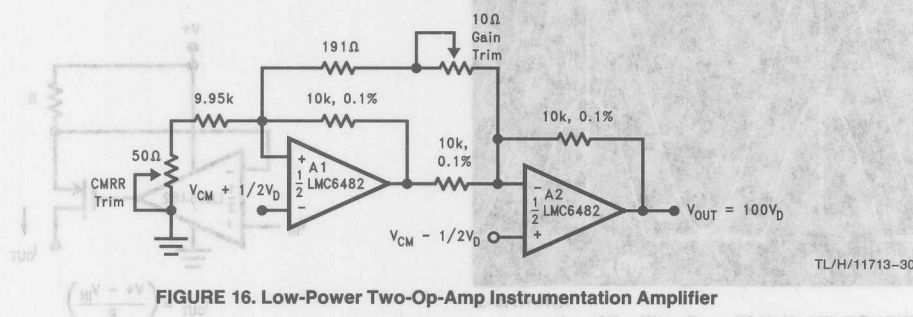 10Ω
Gain
Trim
191Ω
9.95k
10k, 0.1%
10k,
0.1%
10k, 0.1%
50Ω
CMRR
Trim
V_CM + 1/2V_D
+
A1
1/2
LMC6482
−
−
A2
1/2
LMC6482
+
V_CM − 1/2V_D
V_OUT = 100V_D
TL/H/11713–30
FIGURE 16. Low-Power Two-Op-Amp Instrumentation Amplifier